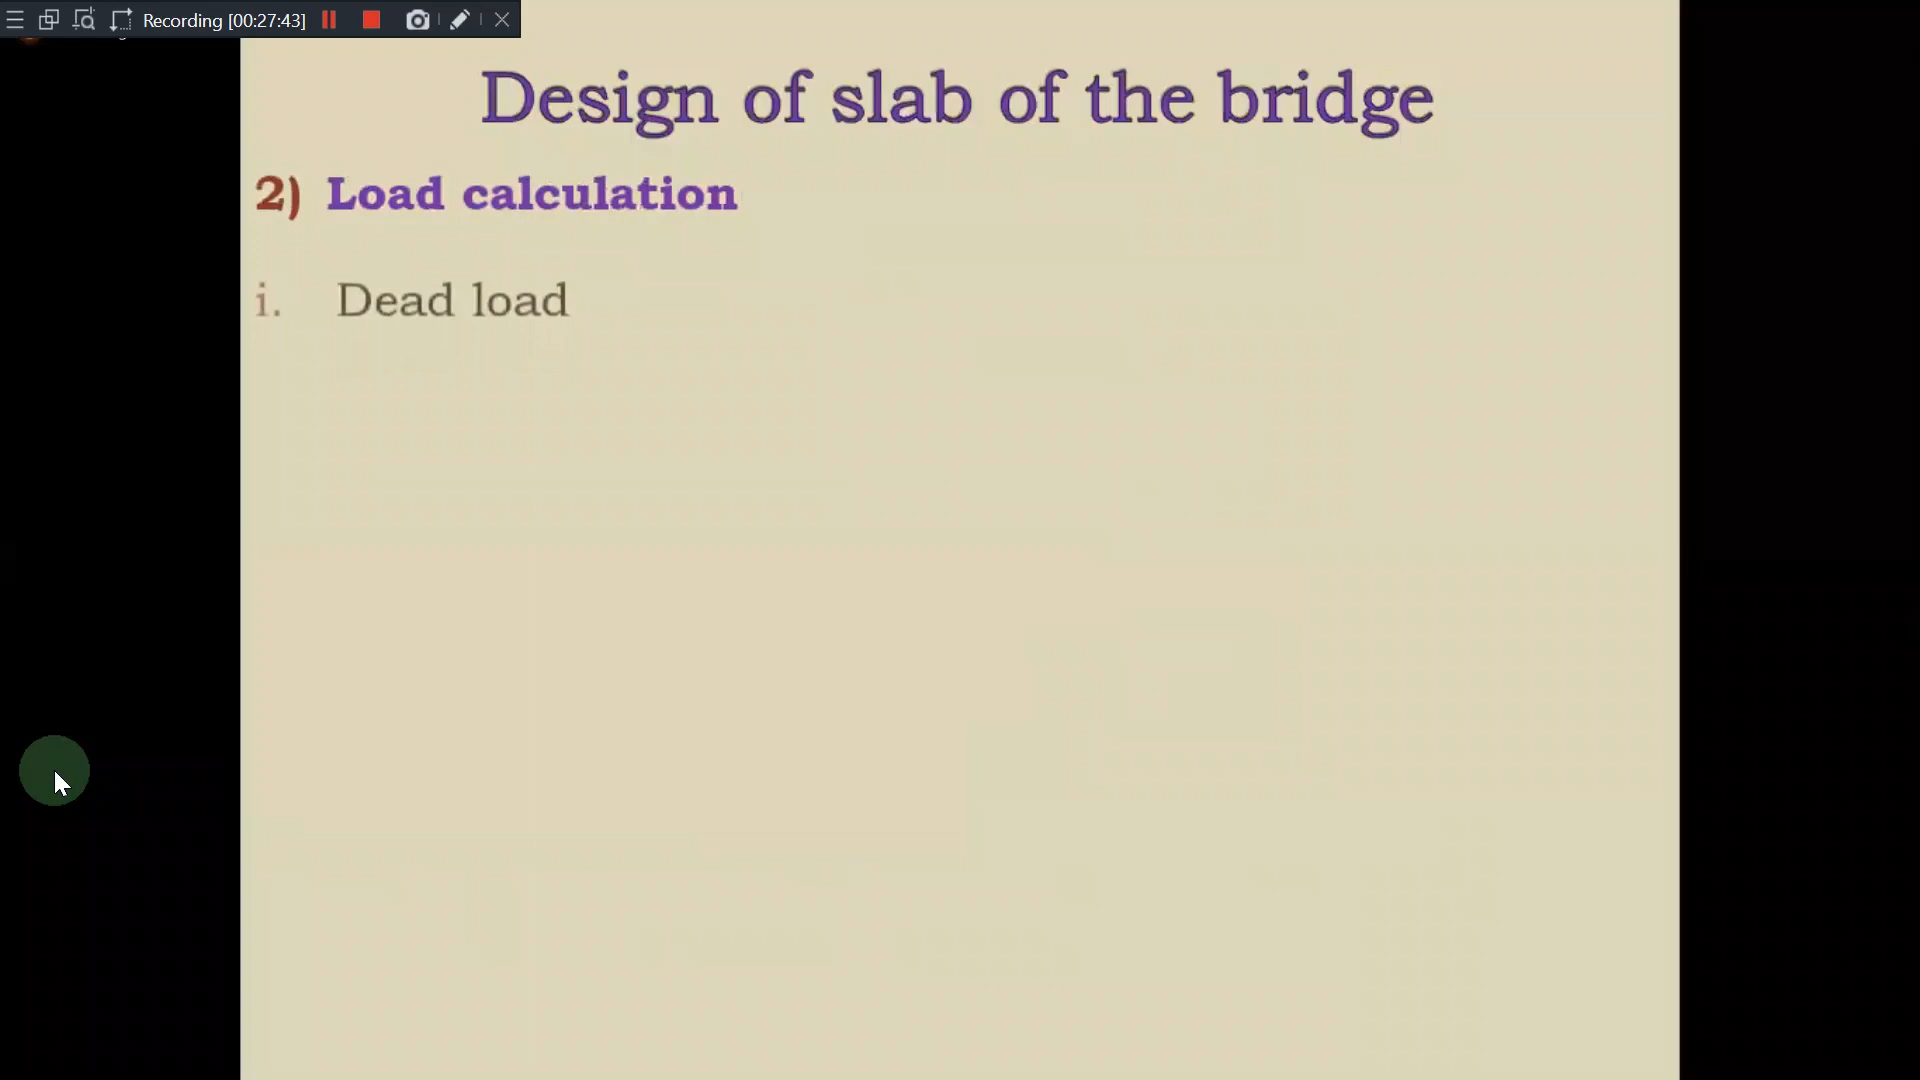 Recording [00:27:43]
Design of slab of the bridge
2) Load calculation
i. Dead load